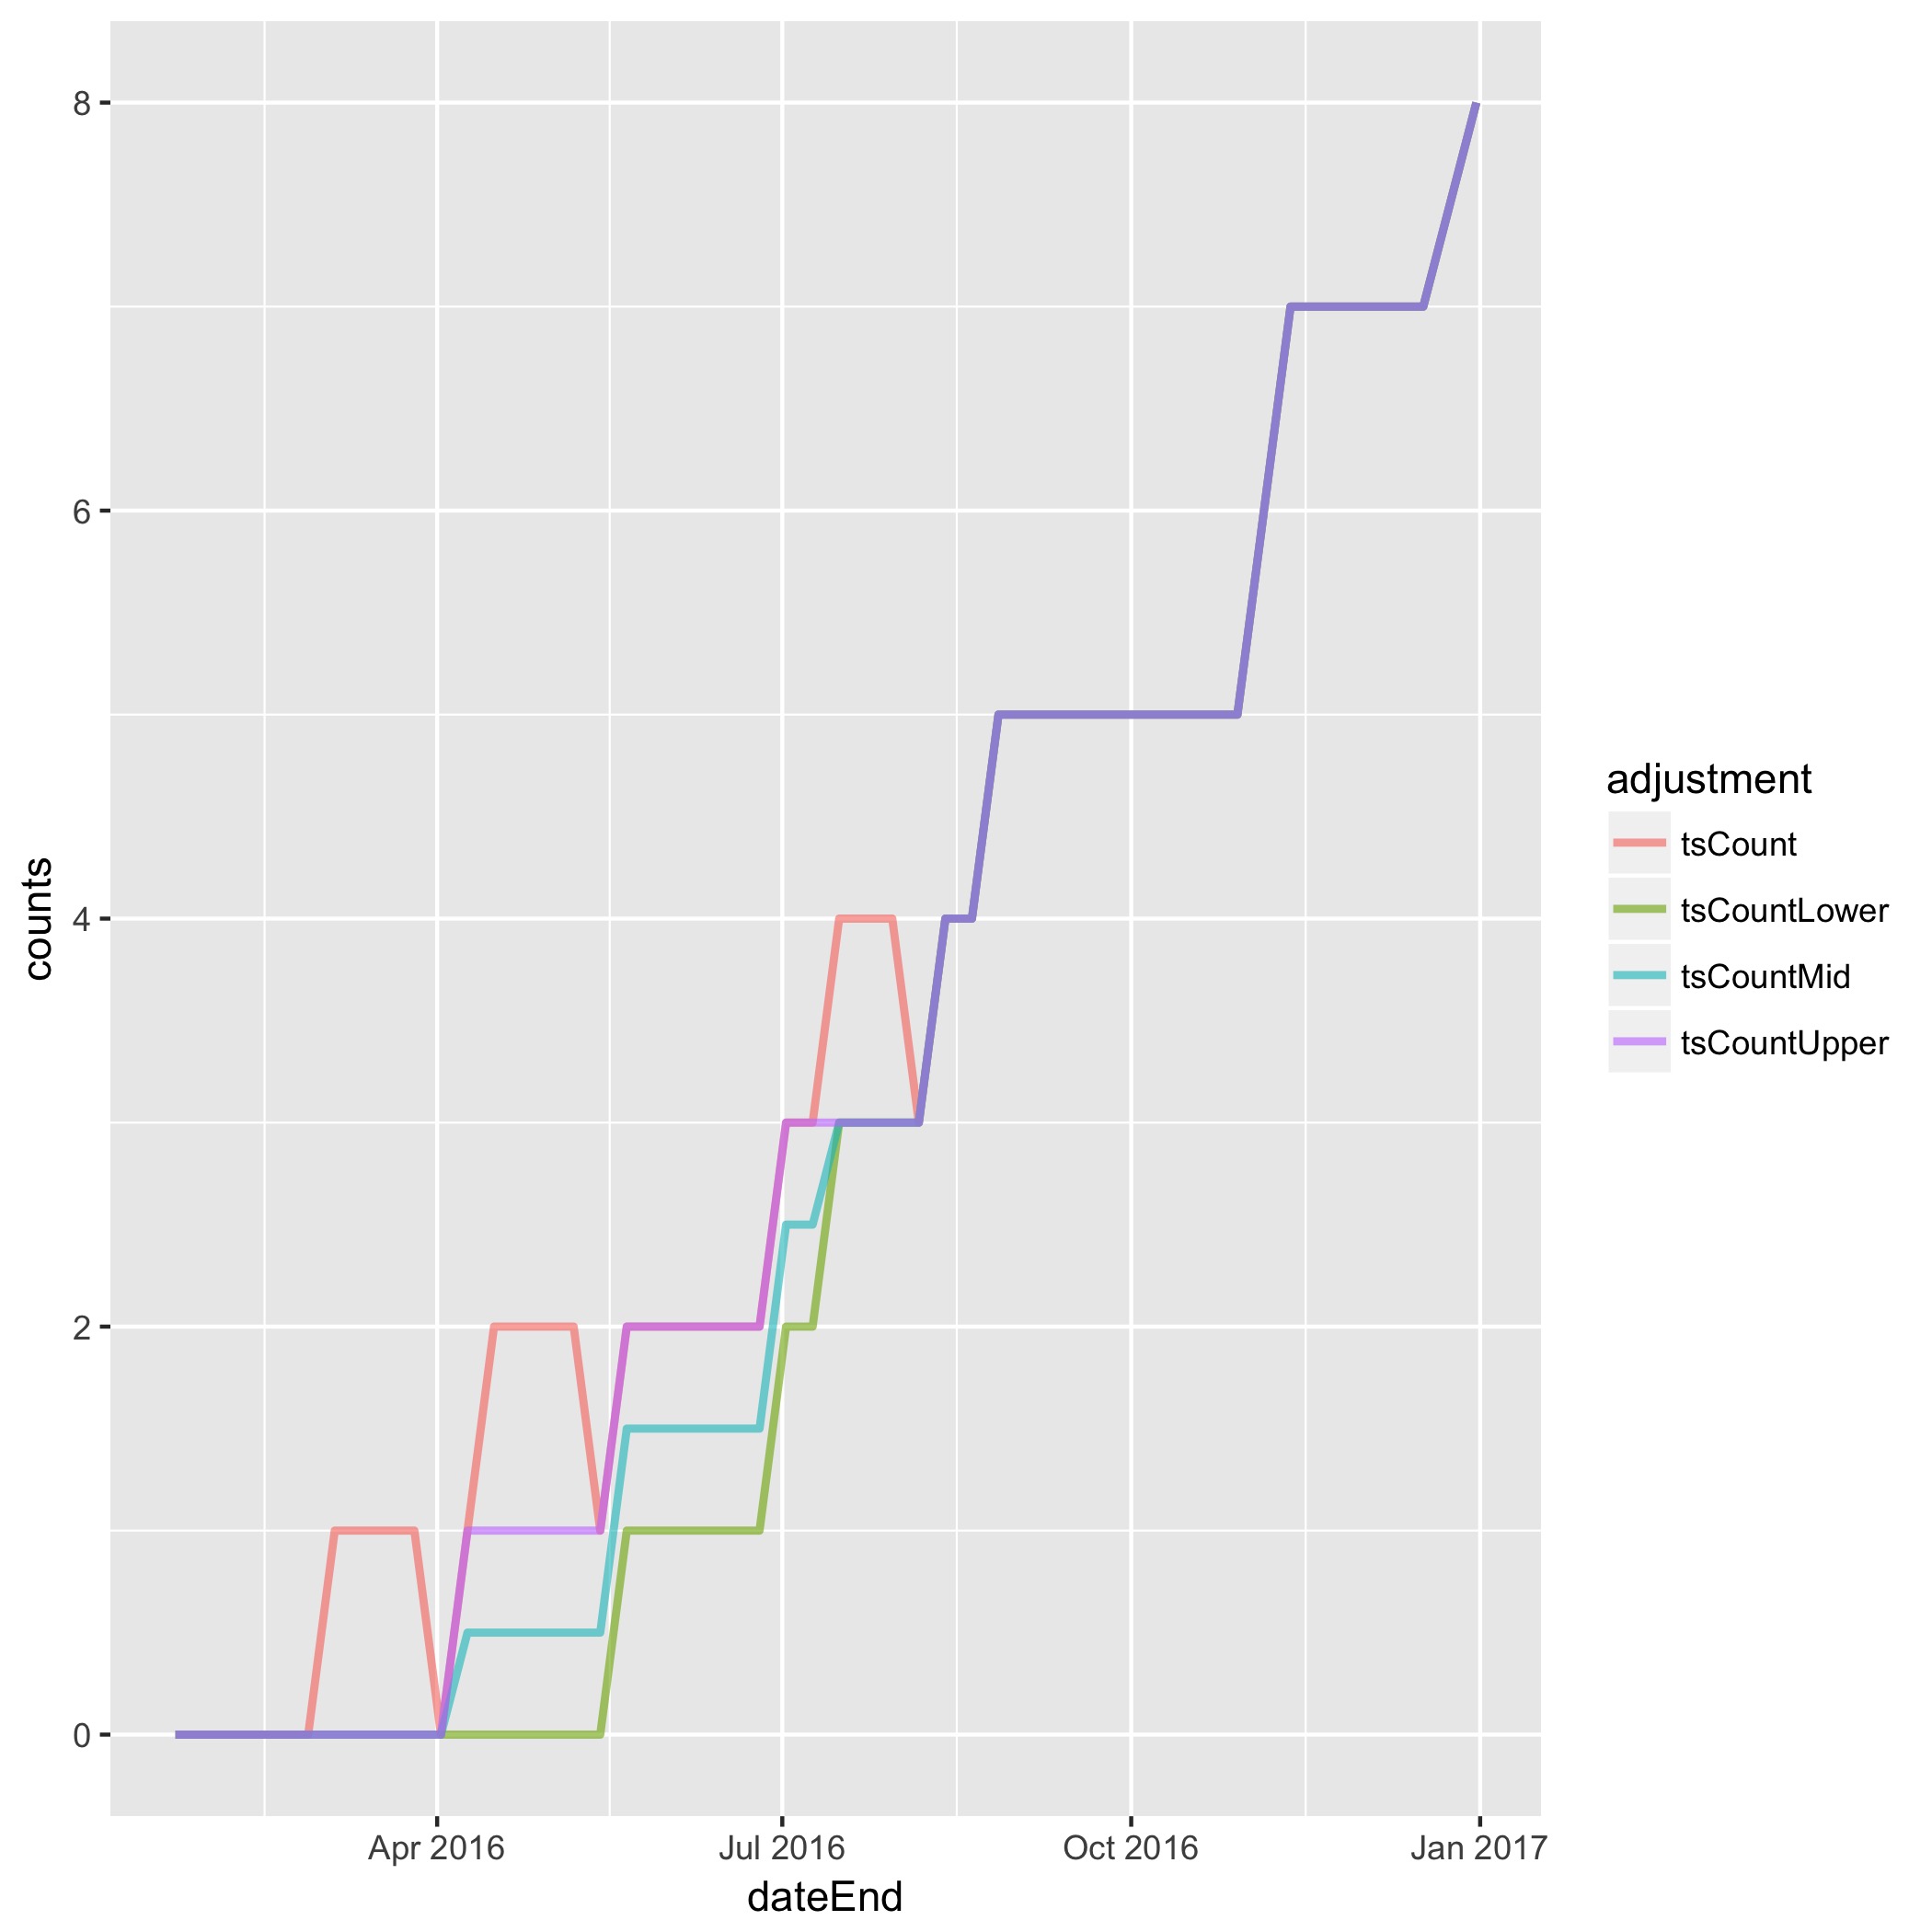 8
6
4
2
0
counts
Apr 2016
Jul 2016
Oct 2016
Jan 2017
dateEnd
adjustment
tsCount
tsCountLower
tsCountMid
tsCountUpper